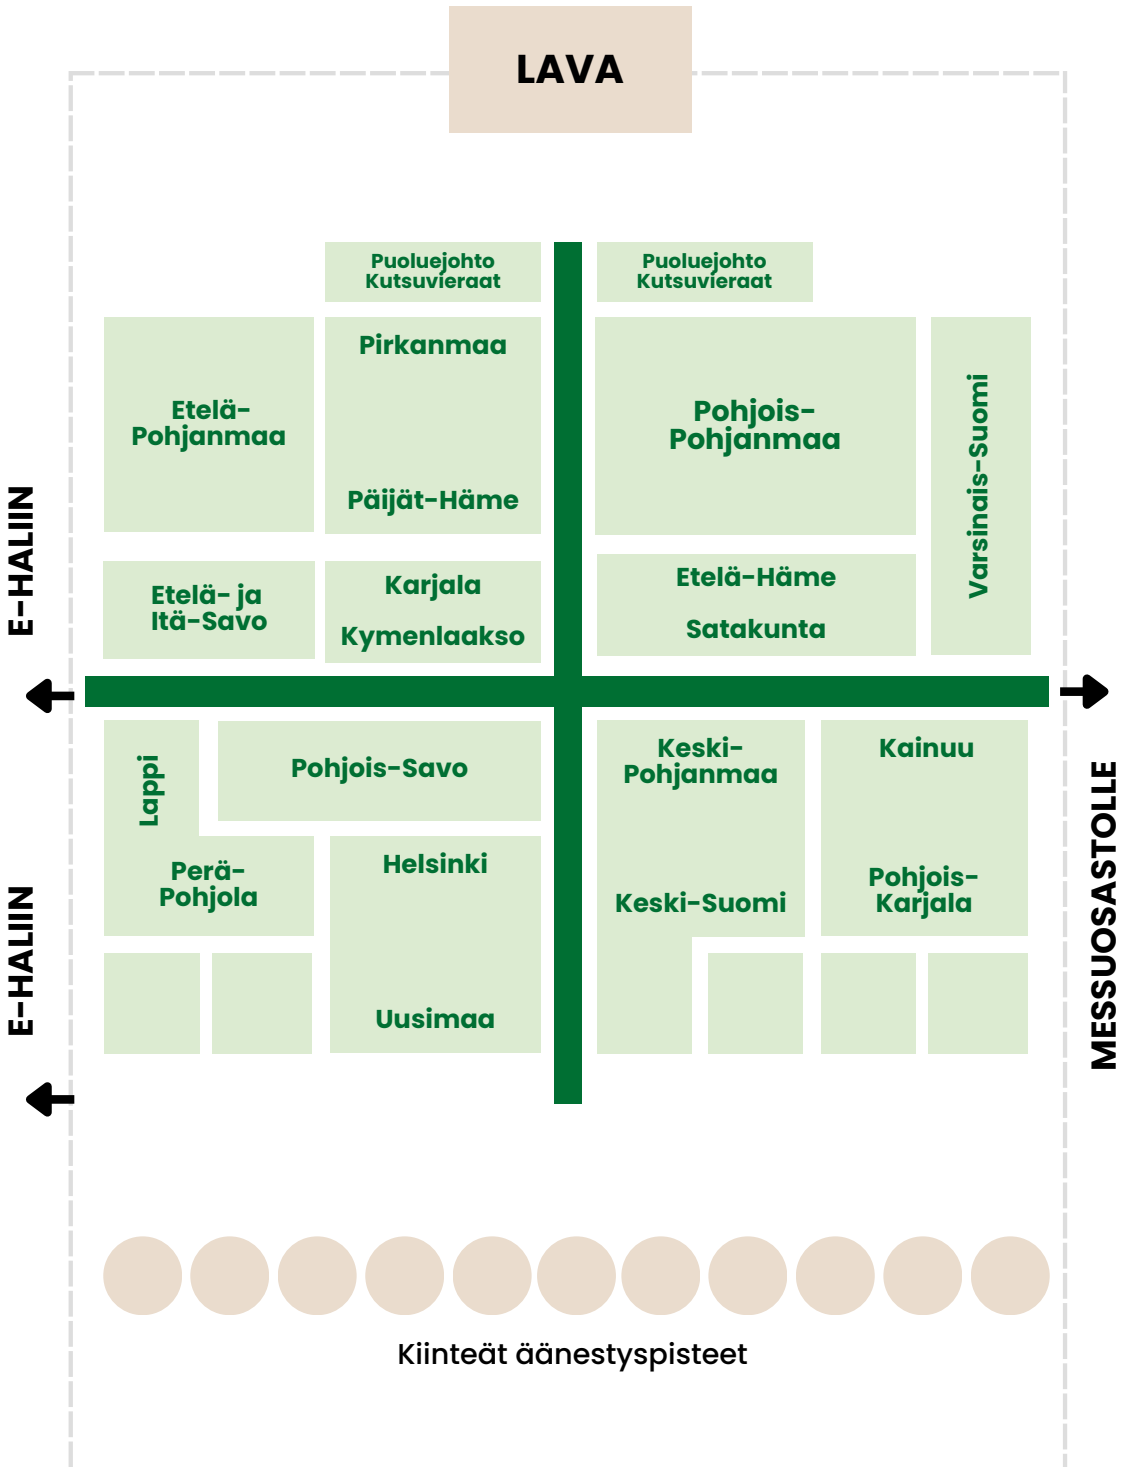 LAVA
Puoluejohto
Kutsuvieraat
Puoluejohto
Kutsuvieraat
Etelä-
Pohjanmaa
Pirkanmaa
Päijät-Häme
Pohjois-
Pohjanmaa
Varsinais-Suomi
E-HALIIN
Etelä- ja
Itä-Savo
Karjala
Kymenlaakso
Etelä-Häme
Satakunta
Lappi
Pohjois-Savo
Keski-
Pohjanmaa
Kainuu
Perä-
Pohjola
Helsinki
Keski-Suomi
Pohjois-
Karjala
Uusimaa
E-HALIIN
MESSUOSASTOLLE
Kiinteät äänestyspisteet